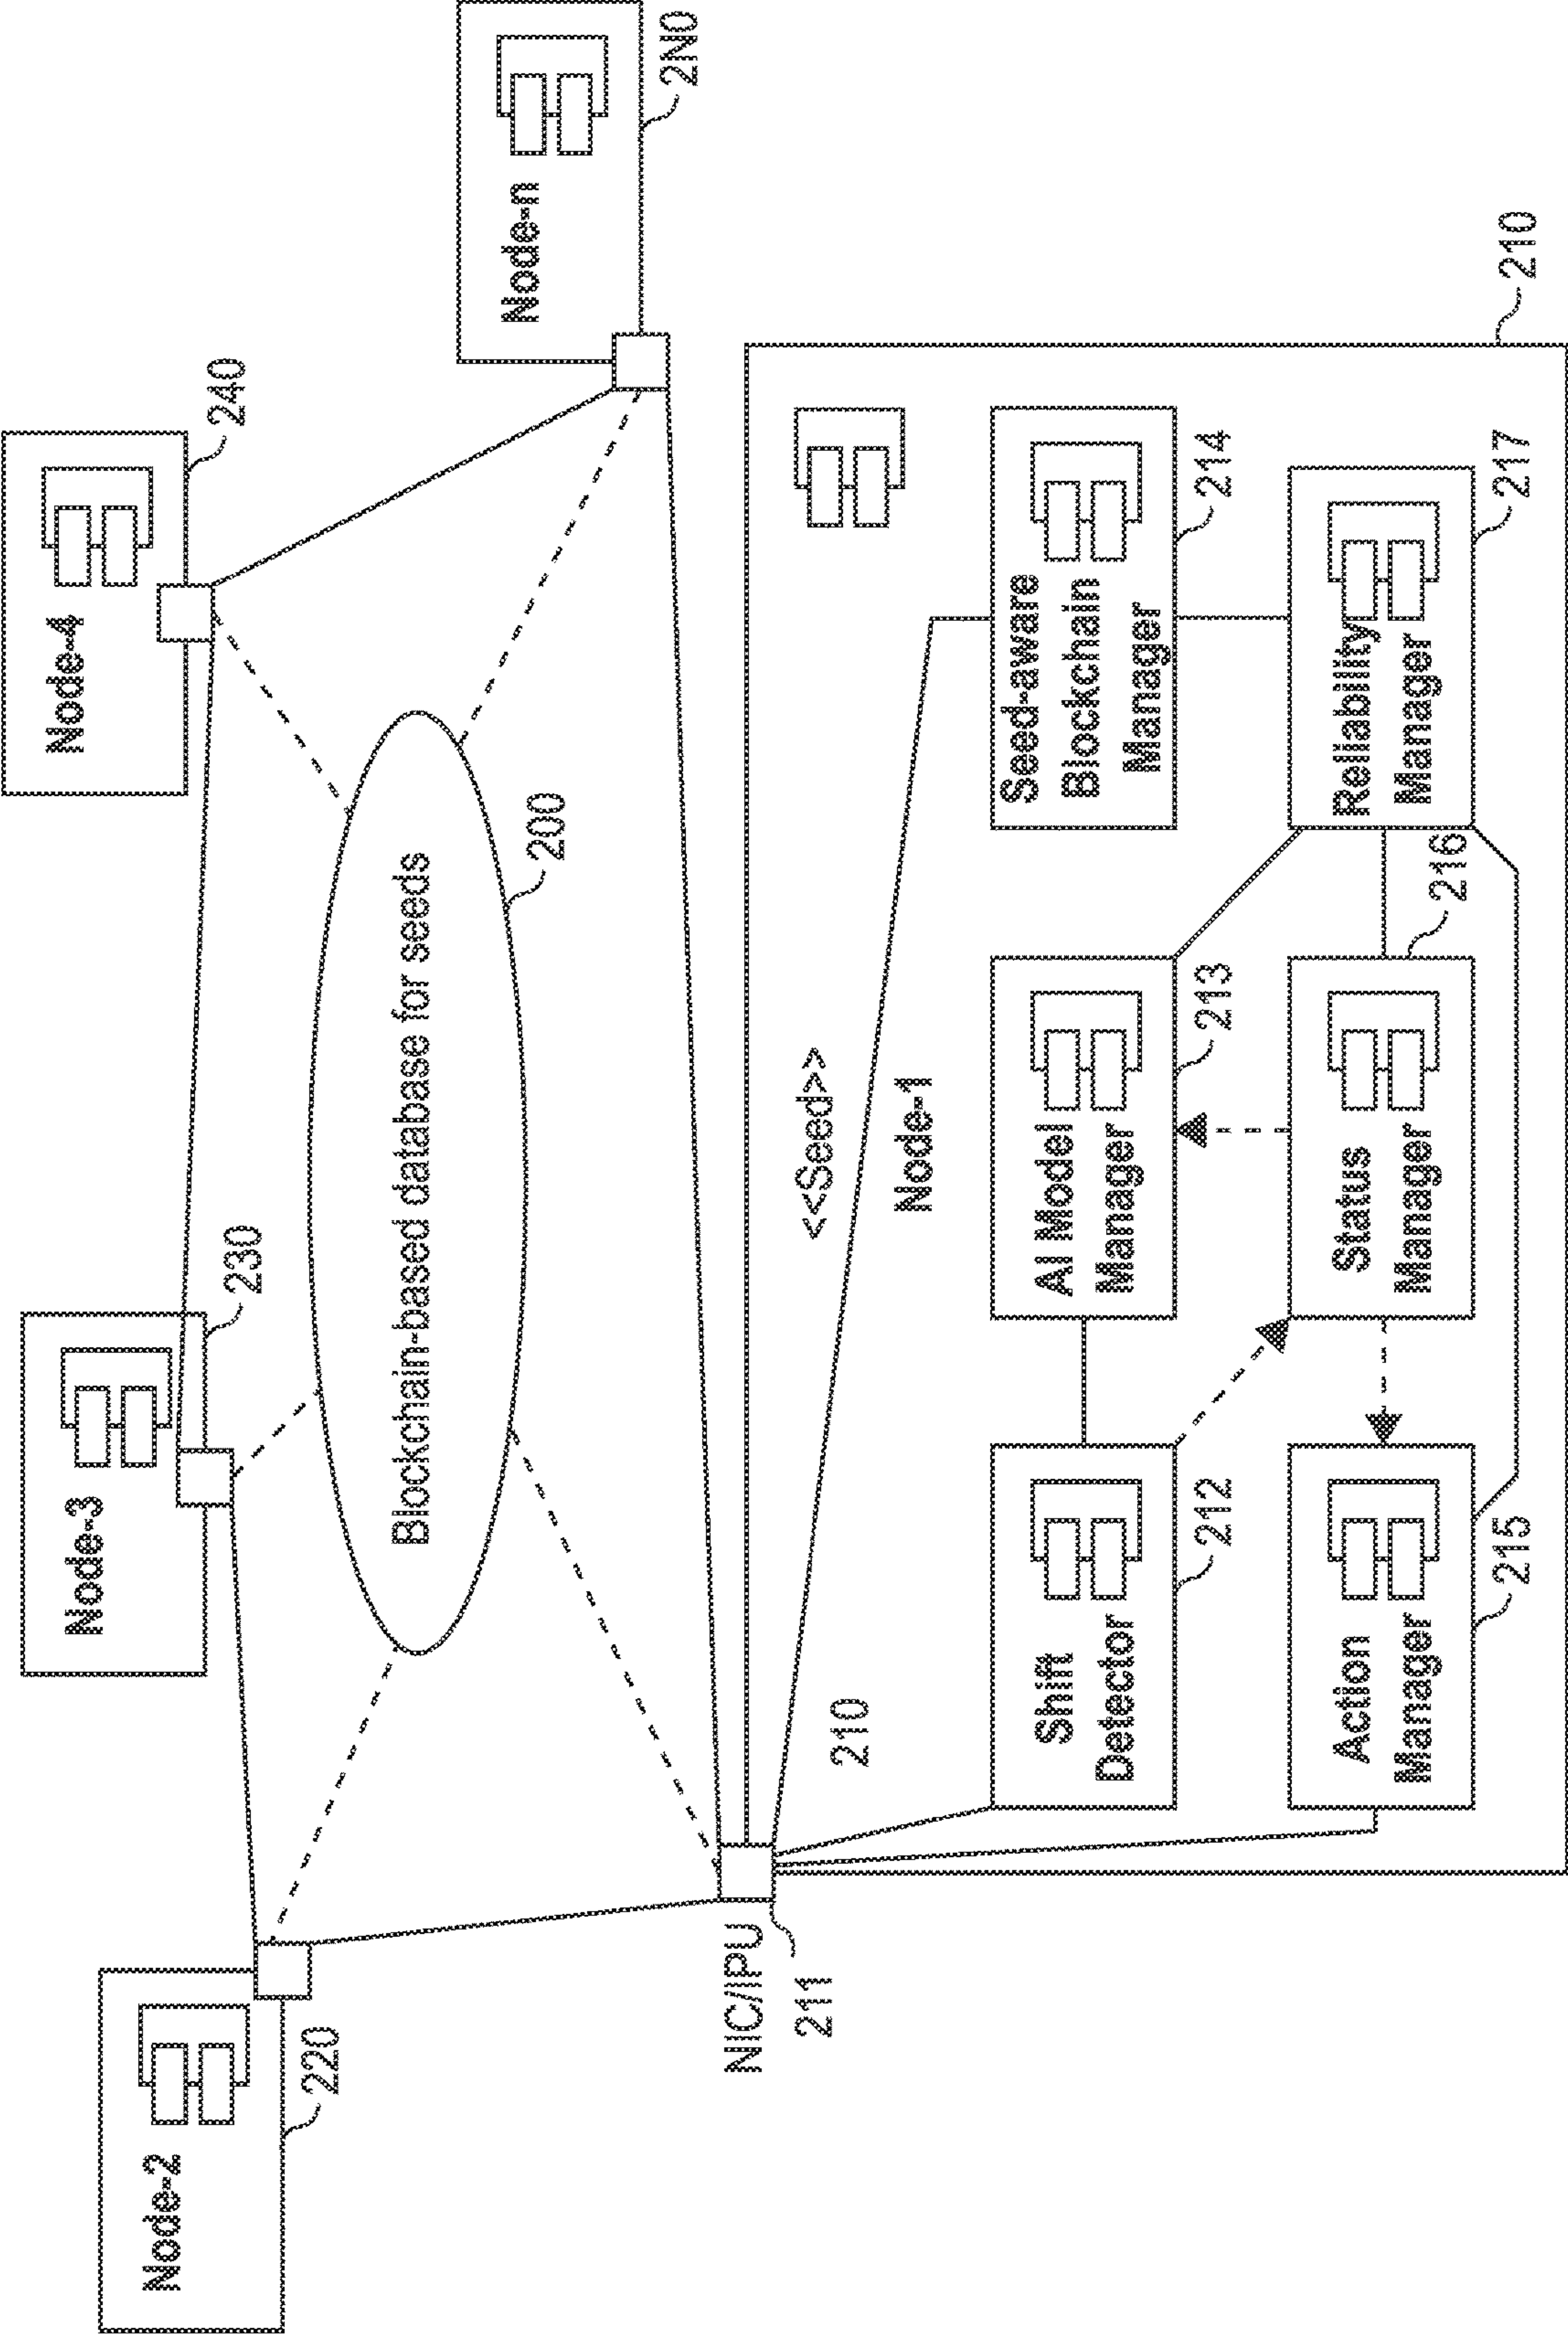 Node-2
220
Node-3
230
Node-4
240
Node-n
2N0
Blockchain-based database for seeds
200
NIC/IPU
211
210
<<Seed>>
Node-1
210
Shift
Detector
212
AI Model
Manager
213
Seed-aware
Blockchain
Manager
214
Action
Manager
215
Status
Manager
216
Reliability
Manager
217